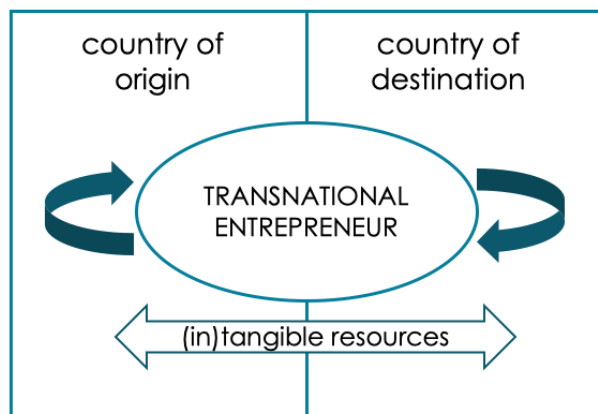 country of
origin
country of
destination
TRANSNATIONAL
ENTREPRENEUR
(in)tangible resources